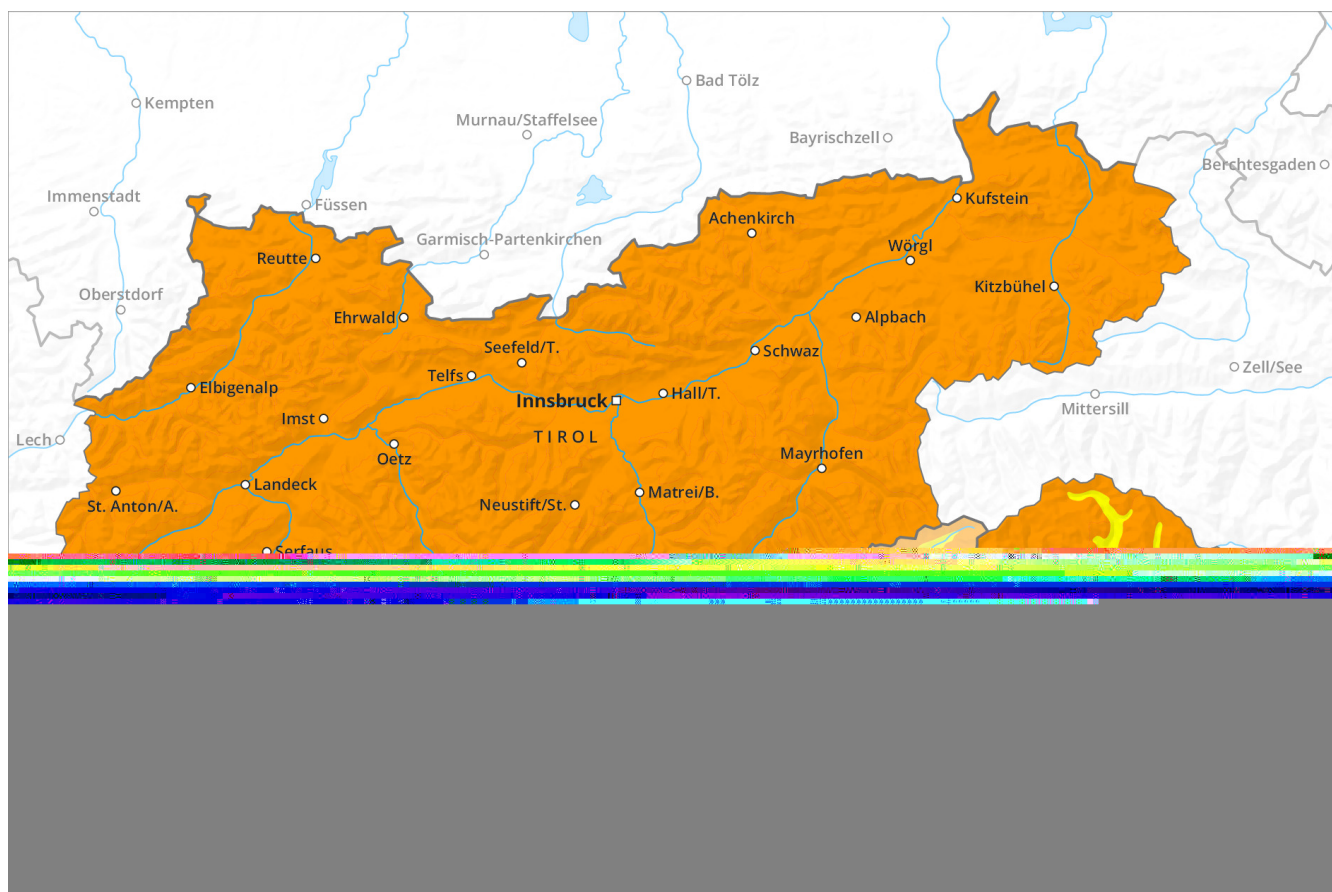 Bad Tölz
Kempten
Murnau/Staffelsee
Bayrischzell
Berchtesgaden
Immenstadt
Füssen
Kufstein
Achenkirch
Garmisch-Partenkirchen
Wörgl
Reutte
Kitzbühel
Oberstdorf
Ehrwald
Alpbach
Seefeld/T.
Schwaz
Zell/See
Telfs
Elbigenalp
Hall/T.
Innsbruck
Mittersill
Imst
TIROL
Lech
Mayrhofen
Oetz
Landeck
Matrei/B.
St. Anton/A.
Neustift/St.
Serfaus